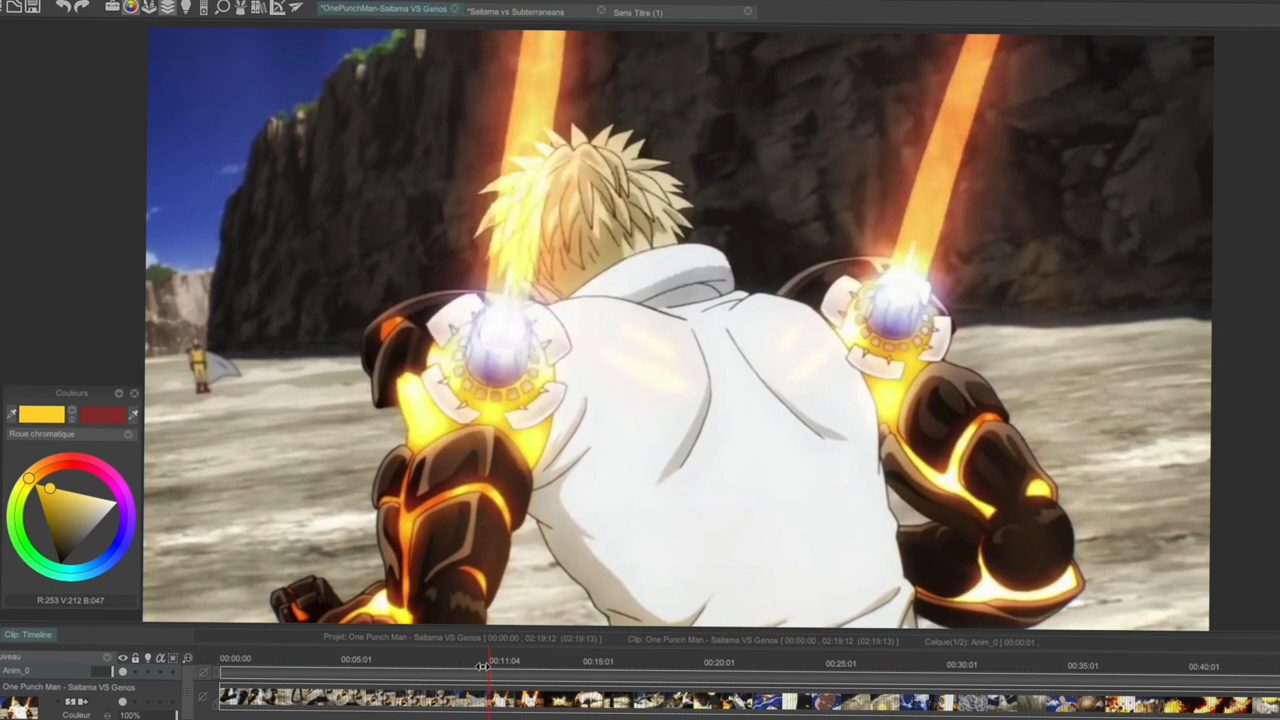 *OnePunchMan-Saitama VS Genos
*Saitama vs Subterraneans
Sans Titre (1)
Couleurs
Roue chromatique
R:253 V:212 B:047
Clip: Timeline
Projet: One Punch Man - Saitama VS Genos [ 00:00:00 , 02:19:12 (02:19:13) ]
Clip: One Punch Man - Saitama VS Genos [ 00:00:00 , 02:19:12 (02:19:13) ]
Calque(1/2): Anim_0 [ 00:00:01 ,
uveau
Anim_0
00:00:00
00:05:01
00:11:04
00:15:01
00:20:01
00:25:01
00:30:01
00:35:01
00:40:01
One Punch Man - Saitama VS Genos
Couleur
100%